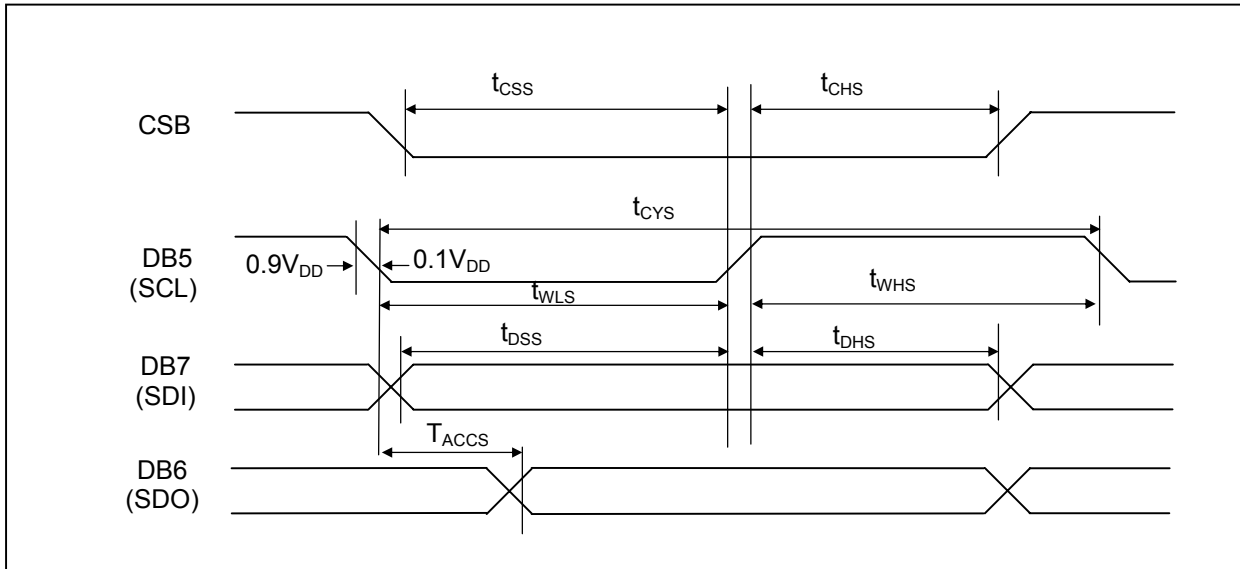 tCSS
tCHS
CSB
tCYS
DB5
(SCL)
0.9VDD
0.1VDD
tWLS
tWHS
tDSS
tDHS
DB7
(SDI)
TACCS
DB6
(SDO)